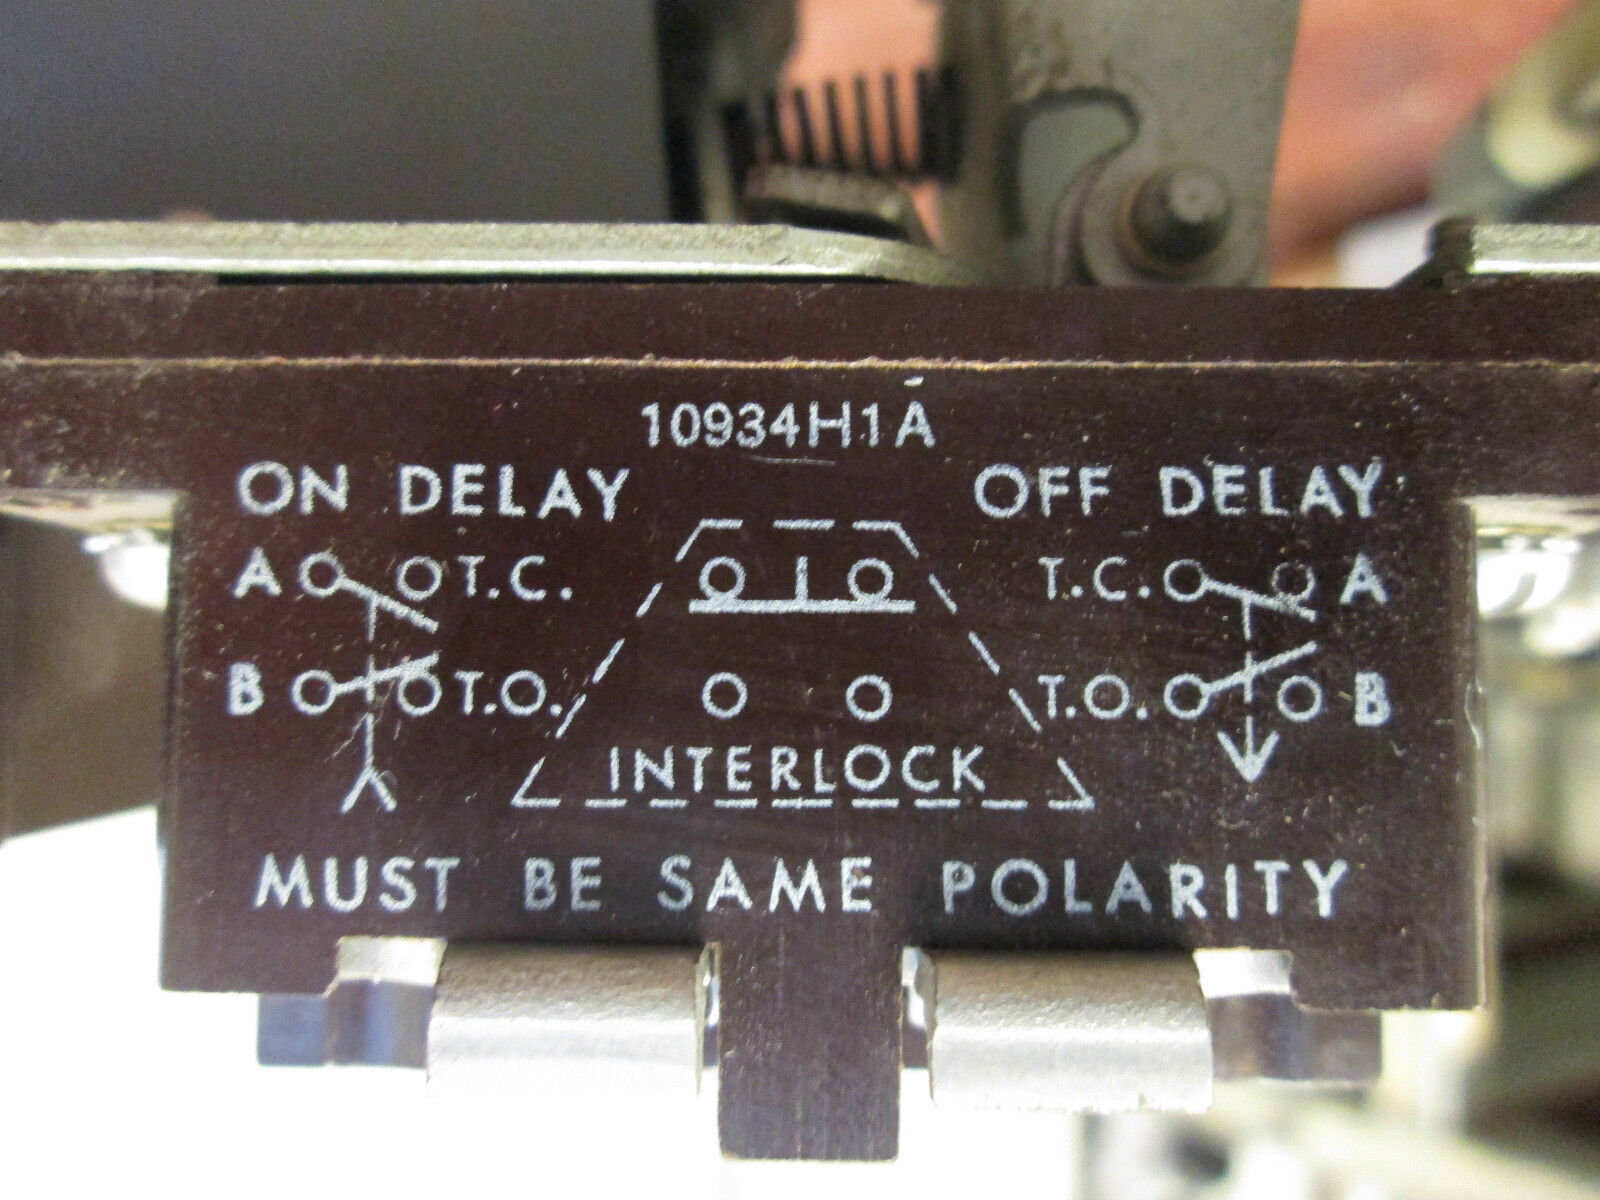 10934H1A
ON DELAY OFF DELAY
A T.C. T.C. A
B T.O. T.O. B
INTERLOCK
MUST BE SAME POLARITY